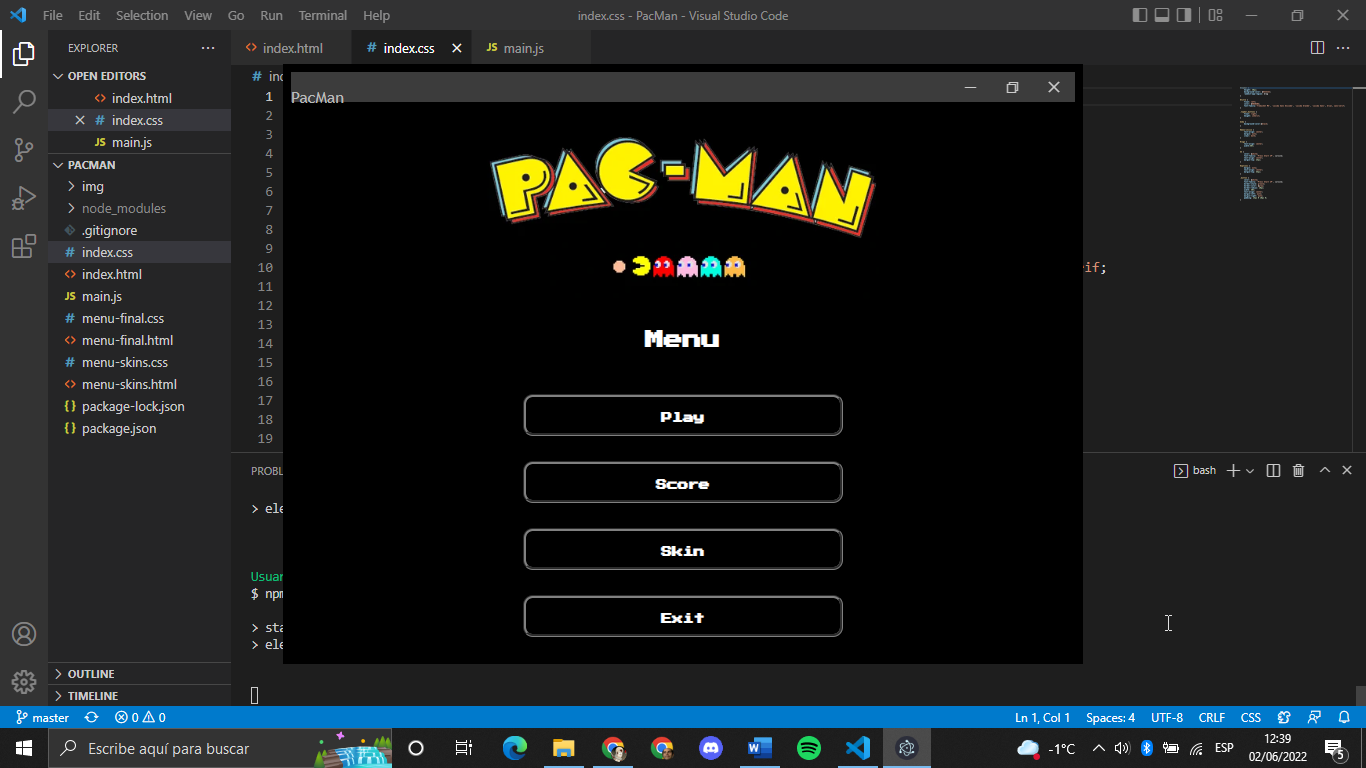 File Edit Selection View Go Run Terminal Help index.css - PacMan - Visual Studio Code
EXPLORER
OPEN EDITORS
index.html
index.css
main.js
PACMAN
img
node_modules
.gitignore
index.css
index.html
main.js
menu-final.css
menu-final.html
menu-skins.css
menu-skins.html
package-lock.json
package.json
OUTLINE
TIMELINE
index.html index.css main.js
1
2
3
4
5
6
7
8
9
10 if;
11
12
13
14
15
16
17
18
19
PacMan
PAC-MAN
Menu
Play
Score
Skin
Exit
PROBL bash
> ele
Usuar
$ npm
> sta
> ele
master 0 0 Ln 1, Col 1 Spaces: 4 UTF-8 CRLF CSS
Escribe aquí para buscar -1°C ESP 12:39
02/06/2022 5